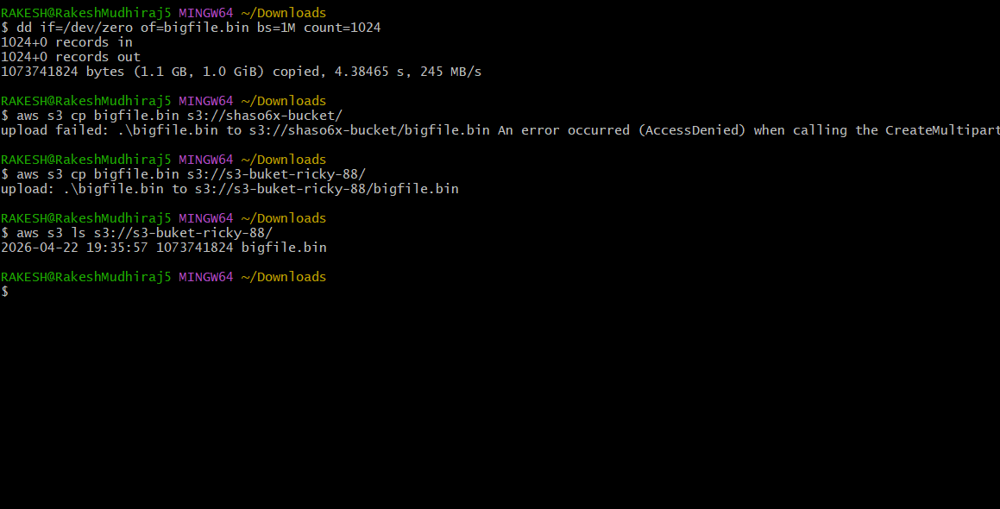 RAKESH@RakeshMudhiraj5 MINGW64 ~/Downloads
$ dd if=/dev/zero of=bigfile.bin bs=1M count=1024
1024+0 records in
1024+0 records out
1073741824 bytes (1.1 GB, 1.0 GiB) copied, 4.38465 s, 245 MB/s
RAKESH@RakeshMudhiraj5 MINGW64 ~/Downloads
$ aws s3 cp bigfile.bin s3://shaso6x-bucket/
upload failed: .\bigfile.bin to s3://shaso6x-bucket/bigfile.bin An error occurred (AccessDenied) when calling the CreateMultipart
RAKESH@RakeshMudhiraj5 MINGW64 ~/Downloads
$ aws s3 cp bigfile.bin s3://s3-buket-ricky-88/
upload: .\bigfile.bin to s3://s3-buket-ricky-88/bigfile.bin
RAKESH@RakeshMudhiraj5 MINGW64 ~/Downloads
$ aws s3 ls s3://s3-buket-ricky-88/
2026-04-22 19:35:57 1073741824 bigfile.bin
RAKESH@RakeshMudhiraj5 MINGW64 ~/Downloads
$